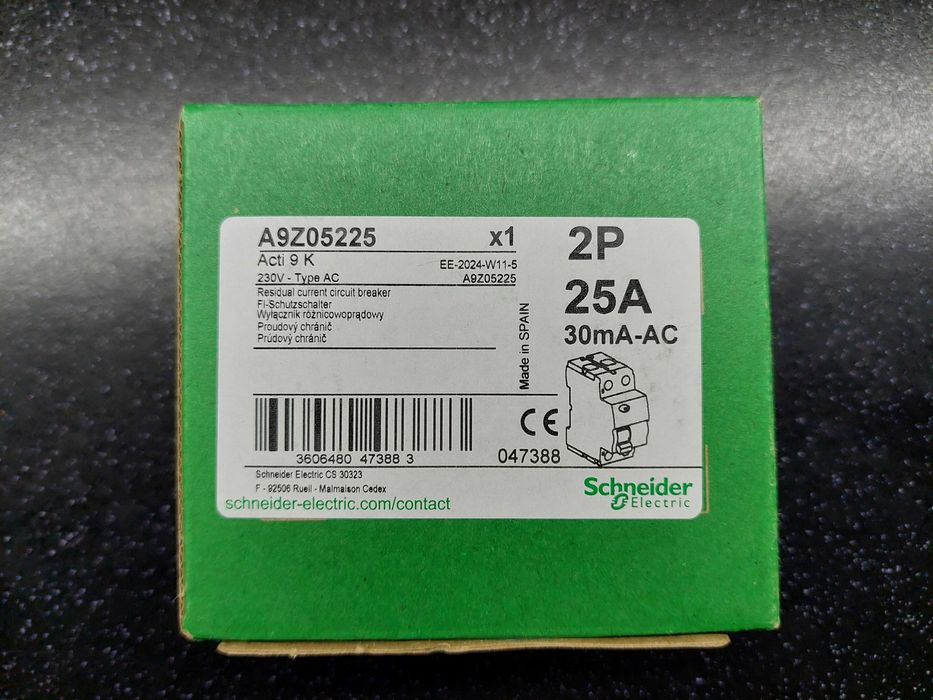 A9Z05225 x1
Acti 9 K EE-2024-W11-5
230V - Type AC A9Z05225
Residual current circuit breaker
FI-Schutzschalter
Wyłącznik różnicowoprądowy
Proudový chránič
Prúdový chránič
Made in SPAIN
2P
25A
30mA-AC
CE
3606480 47388 3
047388
Schneider Electric CS 30323
F - 92506 Rueil - Malmaison Cedex
schneider-electric.com/contact
Schneider
Electric